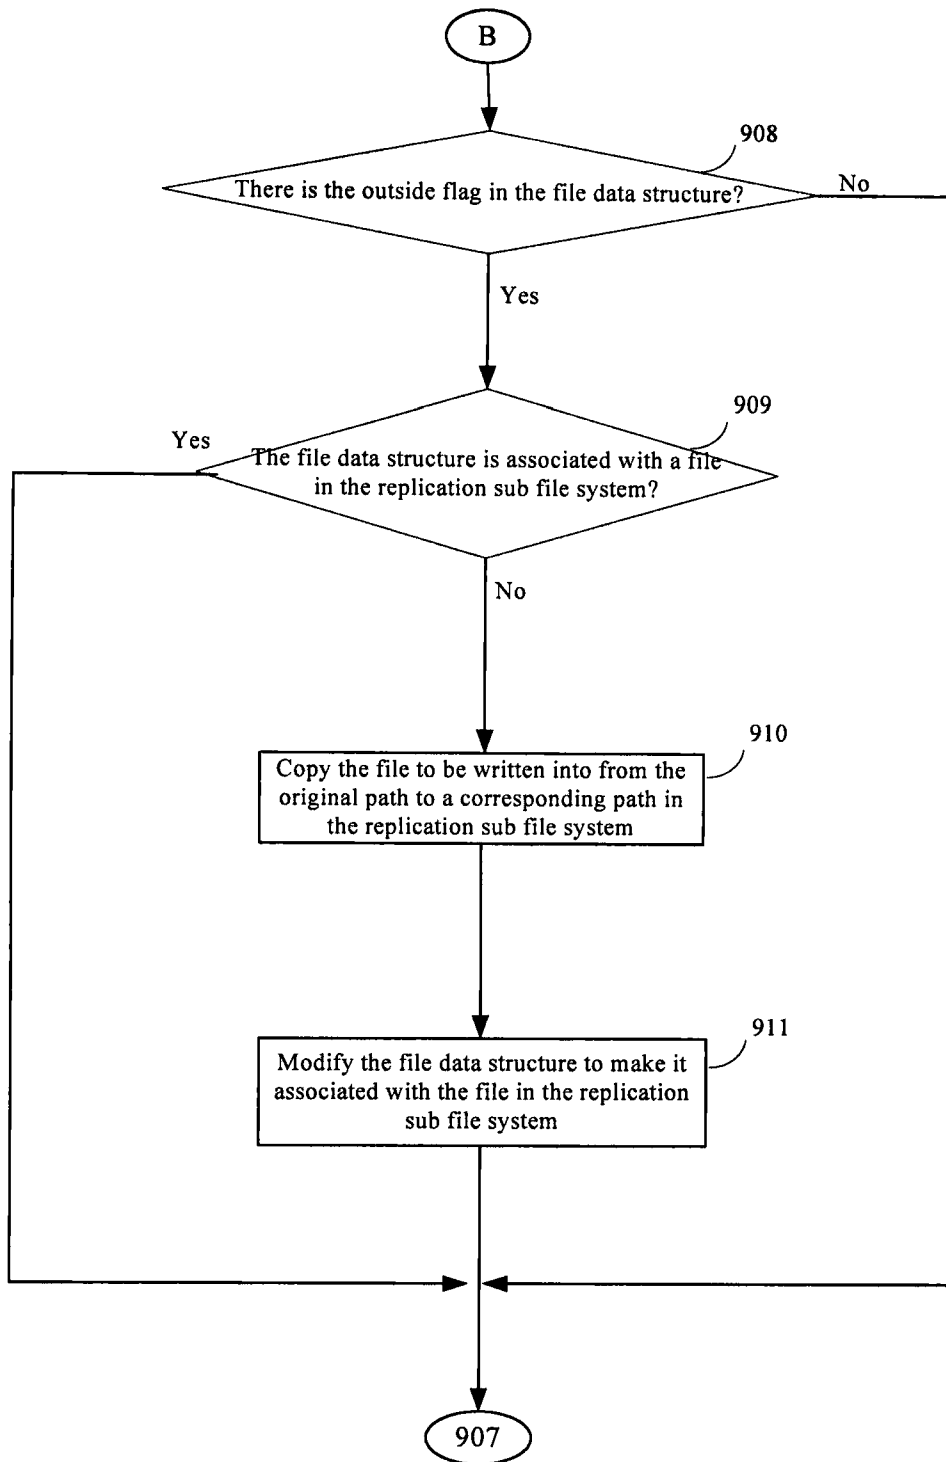 B
908
There is the outside flag in the file data structure?
No
Yes
909
Yes
The file data structure is associated with a file
in the replication sub file system?
No
910
Copy the file to be written into from the
original path to a corresponding path in
the replication sub file system
911
Modify the file data structure to make it
associated with the file in the replication
sub file system
907